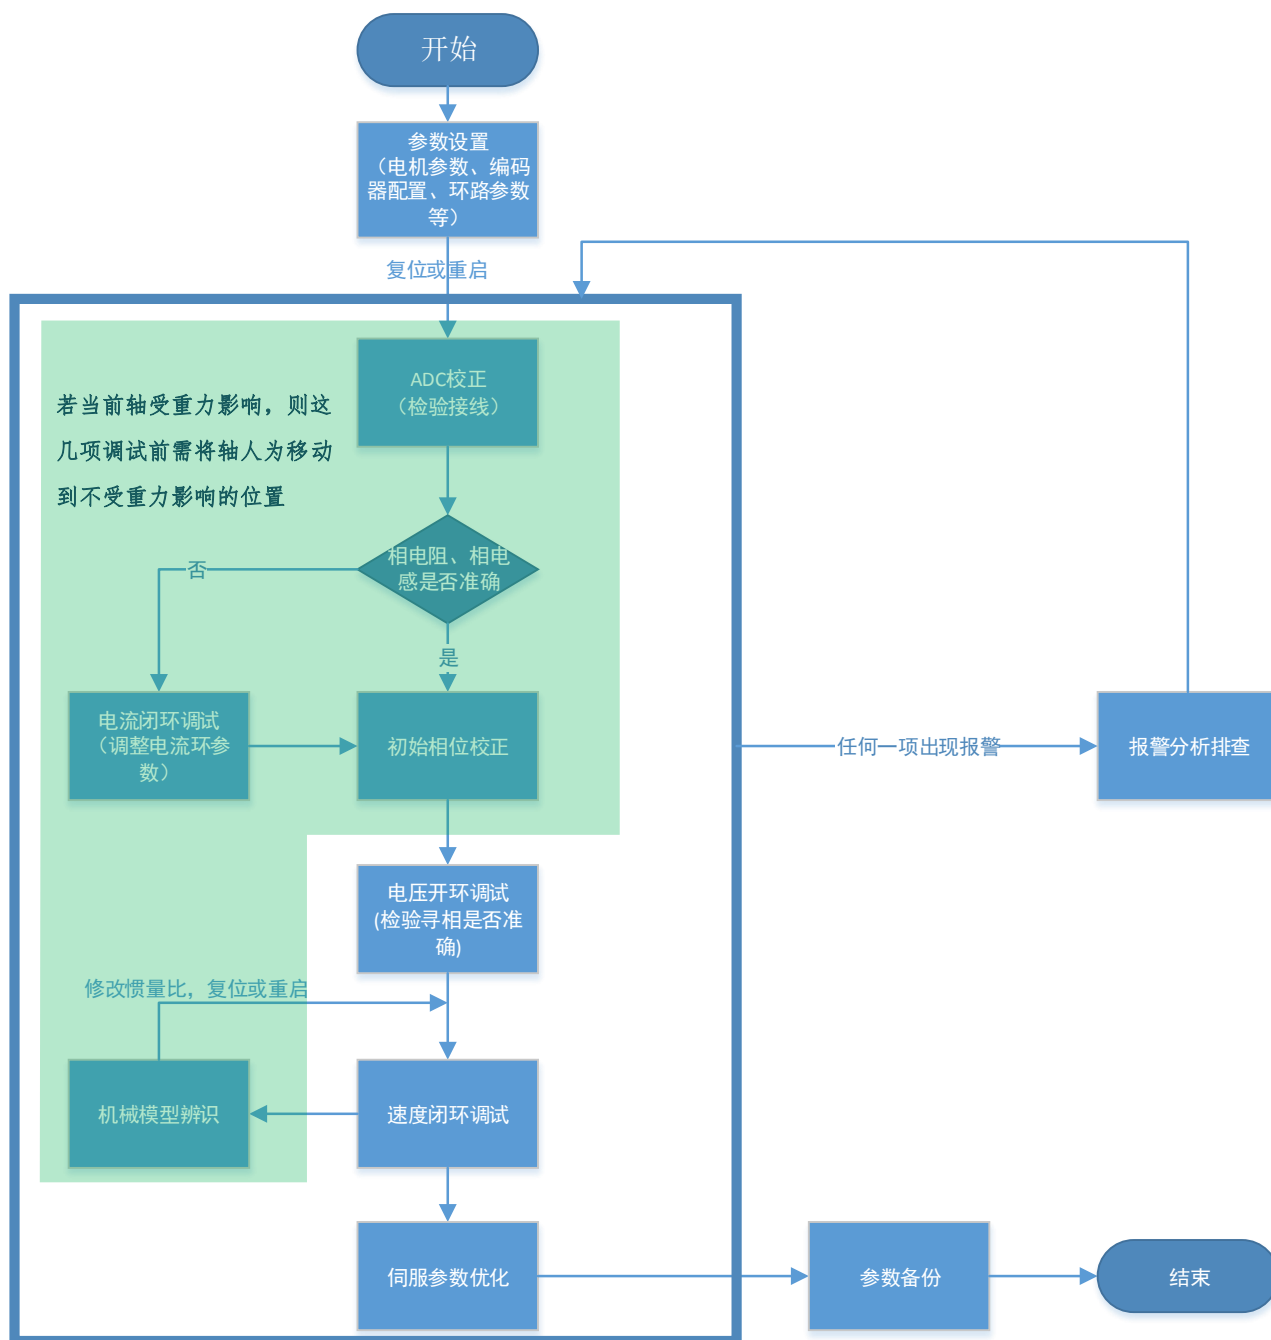 开始
参数设置
（电机参数、编码
器配置、环路参数
等）
复位或重启
ADC校正
（检验接线）
若当前轴受重力影响，则这
几项调试前需将轴人为移动
到不受重力影响的位置
相电阻、相电
感是否准确
否
是
电流闭环调试
（调整电流环参
数）
初始相位校正
任何一项出现报警
报警分析排查
电压开环调试
(检验寻相是否准
确)
修改惯量比，复位或重启
机械模型辨识
速度闭环调试
伺服参数优化
参数备份
结束